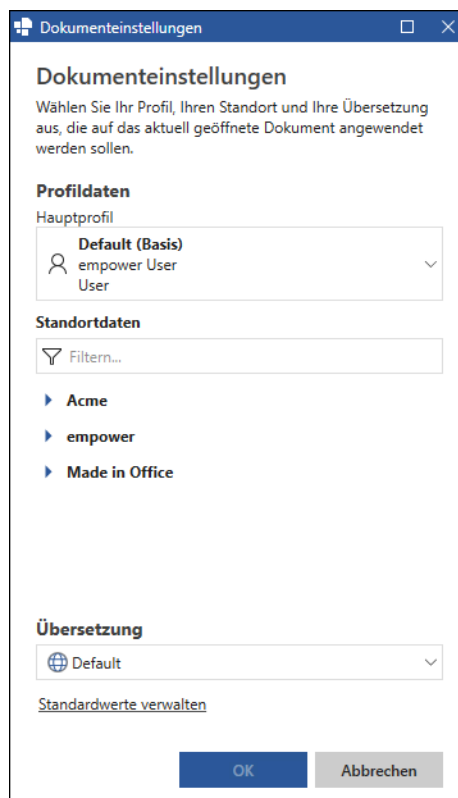 Dokumenteinstellungen
Dokumenteinstellungen
Wählen Sie Ihr Profil, Ihren Standort und Ihre Übersetzung
aus, die auf das aktuell geöffnete Dokument angewendet
werden sollen.
Profildaten
Hauptprofil
Default (Basis)
empower User
User
Standortdaten
Filtern...
Acme
empower
Made in Office
Übersetzung
Default
Standardwerte verwalten
OK
Abbrechen